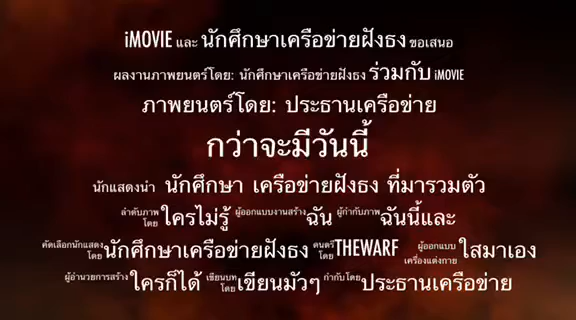 iMOVIE และ นักศึกษาเครือข่ายฝังธง ขอเสนอ
ผลงานภาพยนตร์โดย: นักศึกษาเครือข่ายฝังธง ร่วมกับ iMOVIE
ภาพยนตร์โดย: ประธานเครือข่าย
กว่าจะมีวันนี้
นักแสดงนำ นักศึกษา เครือข่ายฝังธง ที่มารวมตัว
ลำดับภาพโดย ใครไม่รู้ ผู้ออกแบบงานสร้าง ฉัน ผู้กำกับภาพ ฉันนี้และ
คัดเลือกนักแสดงโดย นักศึกษาเครือข่ายฝังธง ดนตรีโดย THEWARF ผู้ออกแบบเครื่องแต่งกาย ใสมาเอง
ผู้อำนวยการสร้าง ใครก็ได้ เขียนบทโดย เขียนมัวๆ กำกับโดย ประธานเครือข่าย